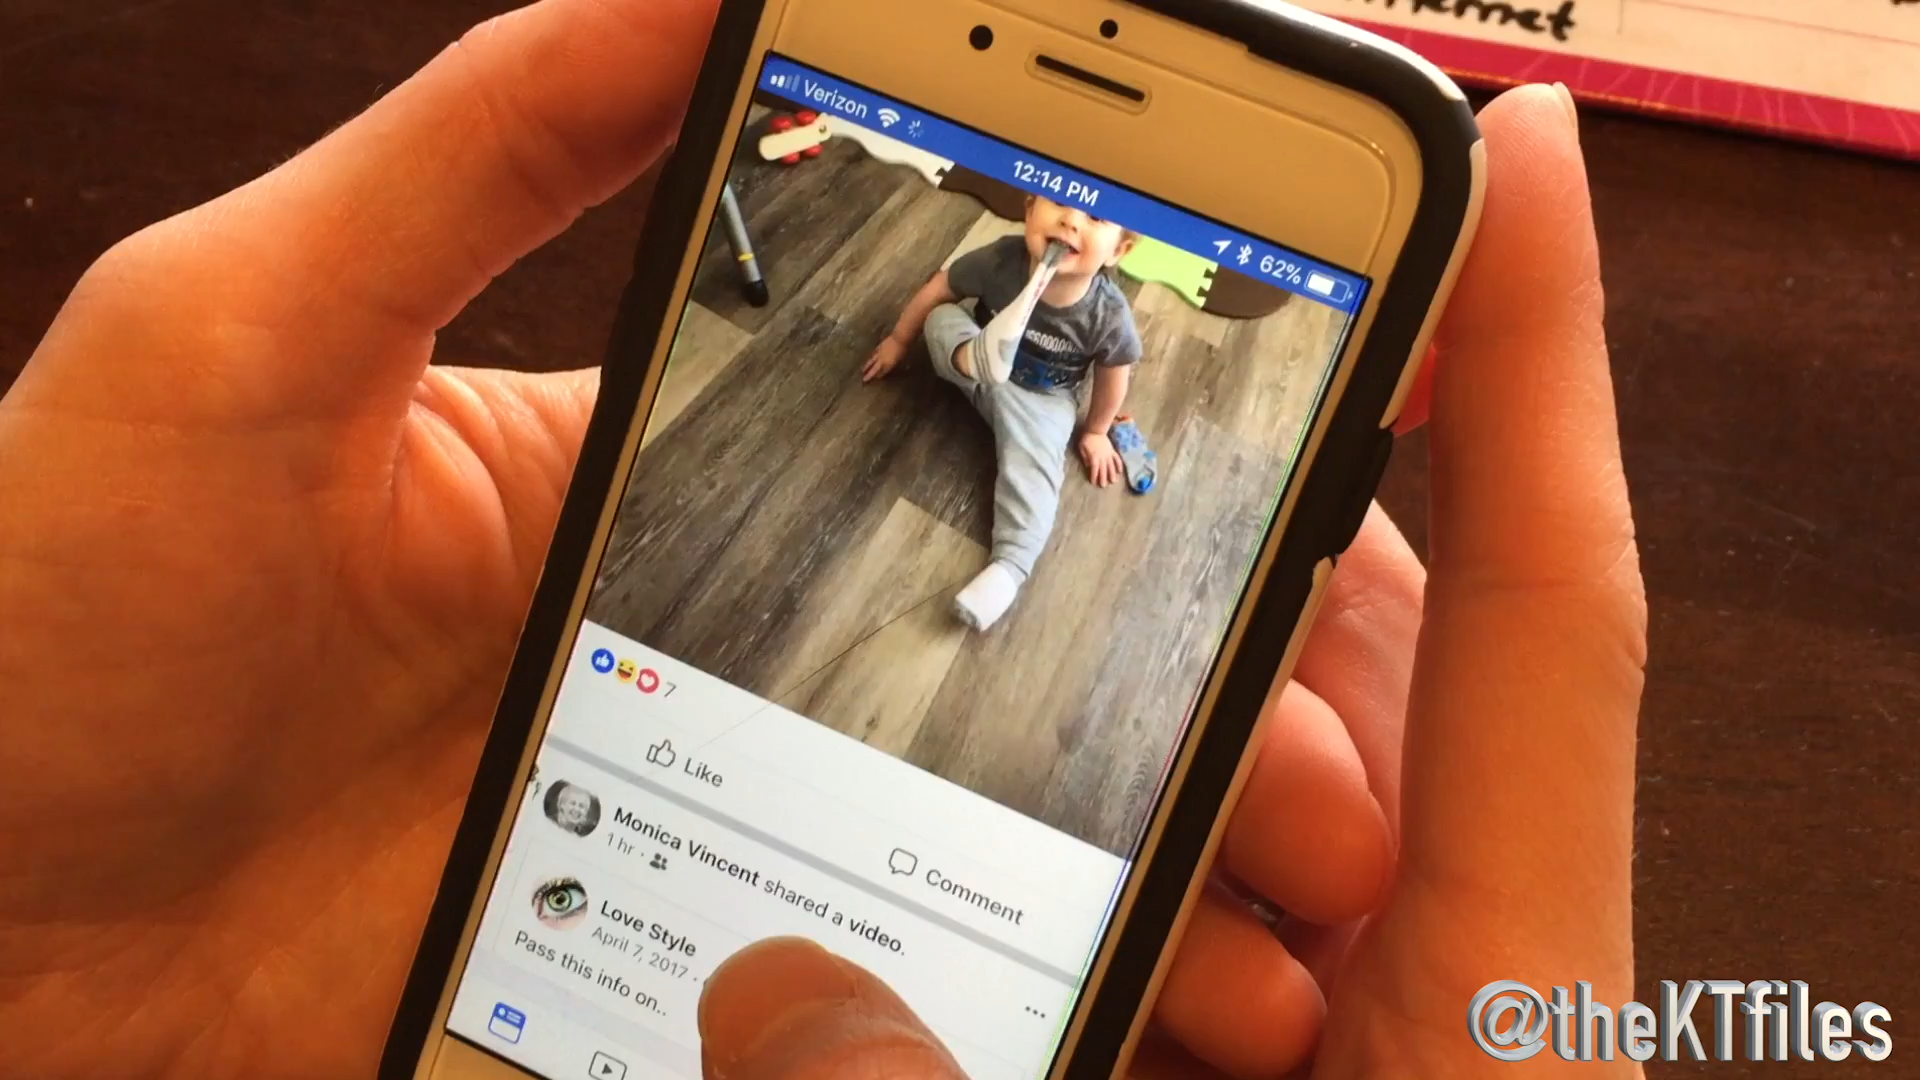 Verizon
12:14 PM
62%
7
Like
Comment
Monica Vincent shared a video.
1 hr ·
Love Style
April 7, 2017 ·
Pass this info on..
@theKTfiles